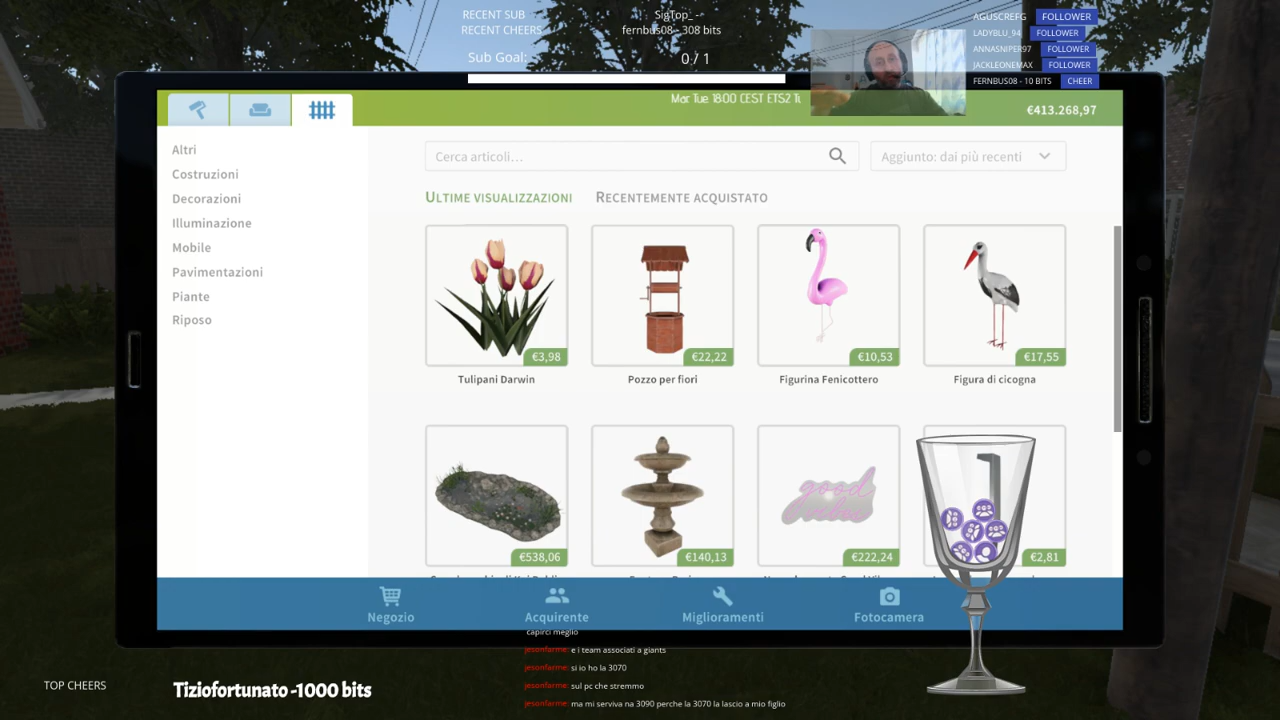 RECENT SUB
SigTop_ -
RECENT CHEERS
fernbus08 - 308 bits
Sub Goal:
0 / 1
AGUSCREFG FOLLOWER
LADYBLU_94 FOLLOWER
ANNASNIPER97 FOLLOWER
JACKLEONEMAX FOLLOWER
FERNBUS08 - 10 BITS CHEER
Mar Tue 18:00 CEST ETS2
€413.268,97
Altri
Costruzioni
Decorazioni
Illuminazione
Mobile
Pavimentazioni
Piante
Riposo
Cerca articoli...
Aggiunto: dai più recenti
ULTIME VISUALIZZAZIONI
RECENTEMENTE ACQUISTATO
€3,98
Tulipani Darwin
€22,22
Pozzo per fiori
€10,53
Figurina Fenicottero
€17,55
Figura di cicogna
€538,06
€140,13
good
€222,24
€2,81
Negozio
Acquirente
Miglioramenti
Fotocamera
capirci meglio
jesonfarme: e i team associati a giants
jesonfarme: si io ho la 3070
jesonfarme: sul pc che stremmo
jesonfarme: ma mi serviva na 3090 perche la 3070 la lascio a mio figlio
TOP CHEERS
Tiziofortunato -1000 bits